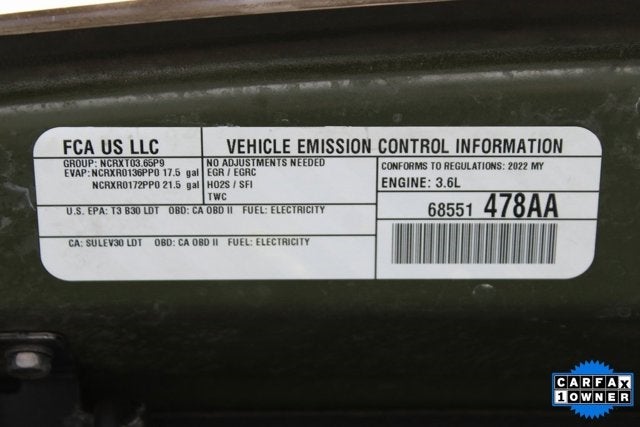 FCA US LLC
VEHICLE EMISSION CONTROL INFORMATION
GROUP: NCRXT03.65P9
EVAP: NCRXR0136PP0 17.5 gal
NCRXR0172PP0 21.5 gal
NO ADJUSTMENTS NEEDED
EGR / EGRC
HO2S / SFI
TWC
CONFORMS TO REGULATIONS: 2022 MY
ENGINE: 3.6L
U.S. EPA: T3 B30 LDT OBD: CA OBD II FUEL: ELECTRICITY
CA: SULEV30 LDT OBD: CA OBD II FUEL: ELECTRICITY
68551 478AA
CARFAX
1 OWNER